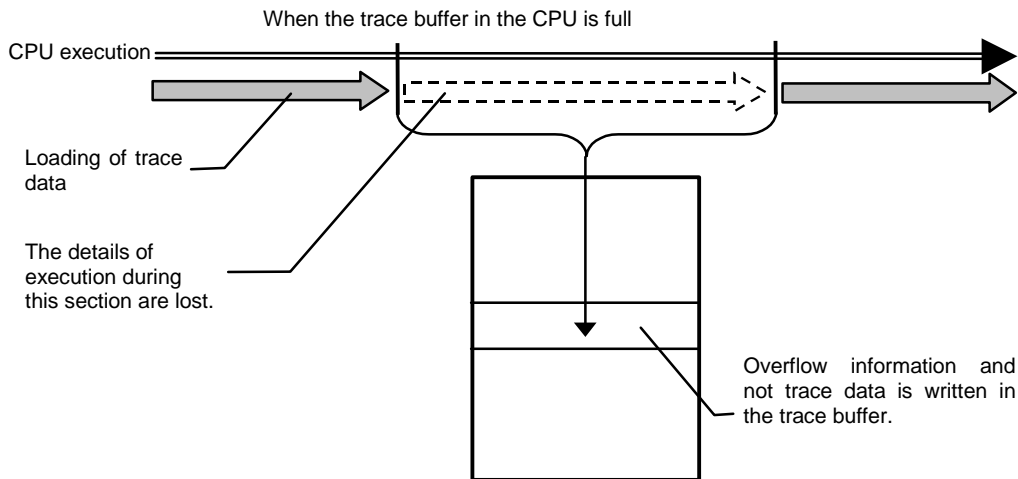 When the trace buffer in the CPU is full
CPU execution
Loading of trace
data
The details of
execution during
this section are lost.
Overflow information and
not trace data is written in
the trace buffer.